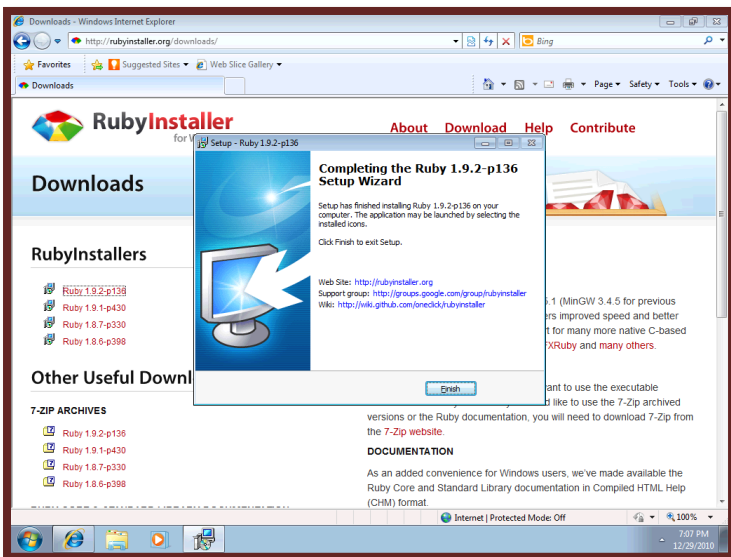 Downloads - Windows Internet Explorer
http://rubyinstaller.org/downloads/
Bing
Favorites
Suggested Sites
Web Slice Gallery
Downloads
Page
Safety
Tools
RubyInstaller
for W
About Download Help Contribute
Downloads
Setup - Ruby 1.9.2-p136
Completing the Ruby 1.9.2-p136
Setup Wizard
Setup has finished installing Ruby 1.9.2-p136 on your
computer. The application may be launched by selecting the
installed icons.
Click Finish to exit Setup.
Web Site: http://rubyinstaller.org
Support group: http://groups.google.com/group/rubyinstaller
Wiki: http://wiki.github.com/oneclick/rubyinstaller
Finish
RubyInstallers
Ruby 1.9.2-p136
Ruby 1.9.1-p430
Ruby 1.8.7-p330
Ruby 1.8.6-p398
Other Useful Downl
7-ZIP ARCHIVES
Ruby 1.9.2-p136
Ruby 1.9.1-p430
Ruby 1.8.7-p330
Ruby 1.8.6-p398
.1 (MinGW 3.4.5 for previous
ers improved speed and better
t for many more native C-based
FXRuby and many others.
ant to use the executable
d like to use the 7-Zip archived
versions or the Ruby documentation, you will need to download 7-Zip from
the 7-Zip website.
DOCUMENTATION
As an added convenience for Windows users, we've made available the
Ruby Core and Standard Library documentation in Compiled HTML Help
(CHM) format.
Internet | Protected Mode: Off
100%
7:07 PM
12/29/2010